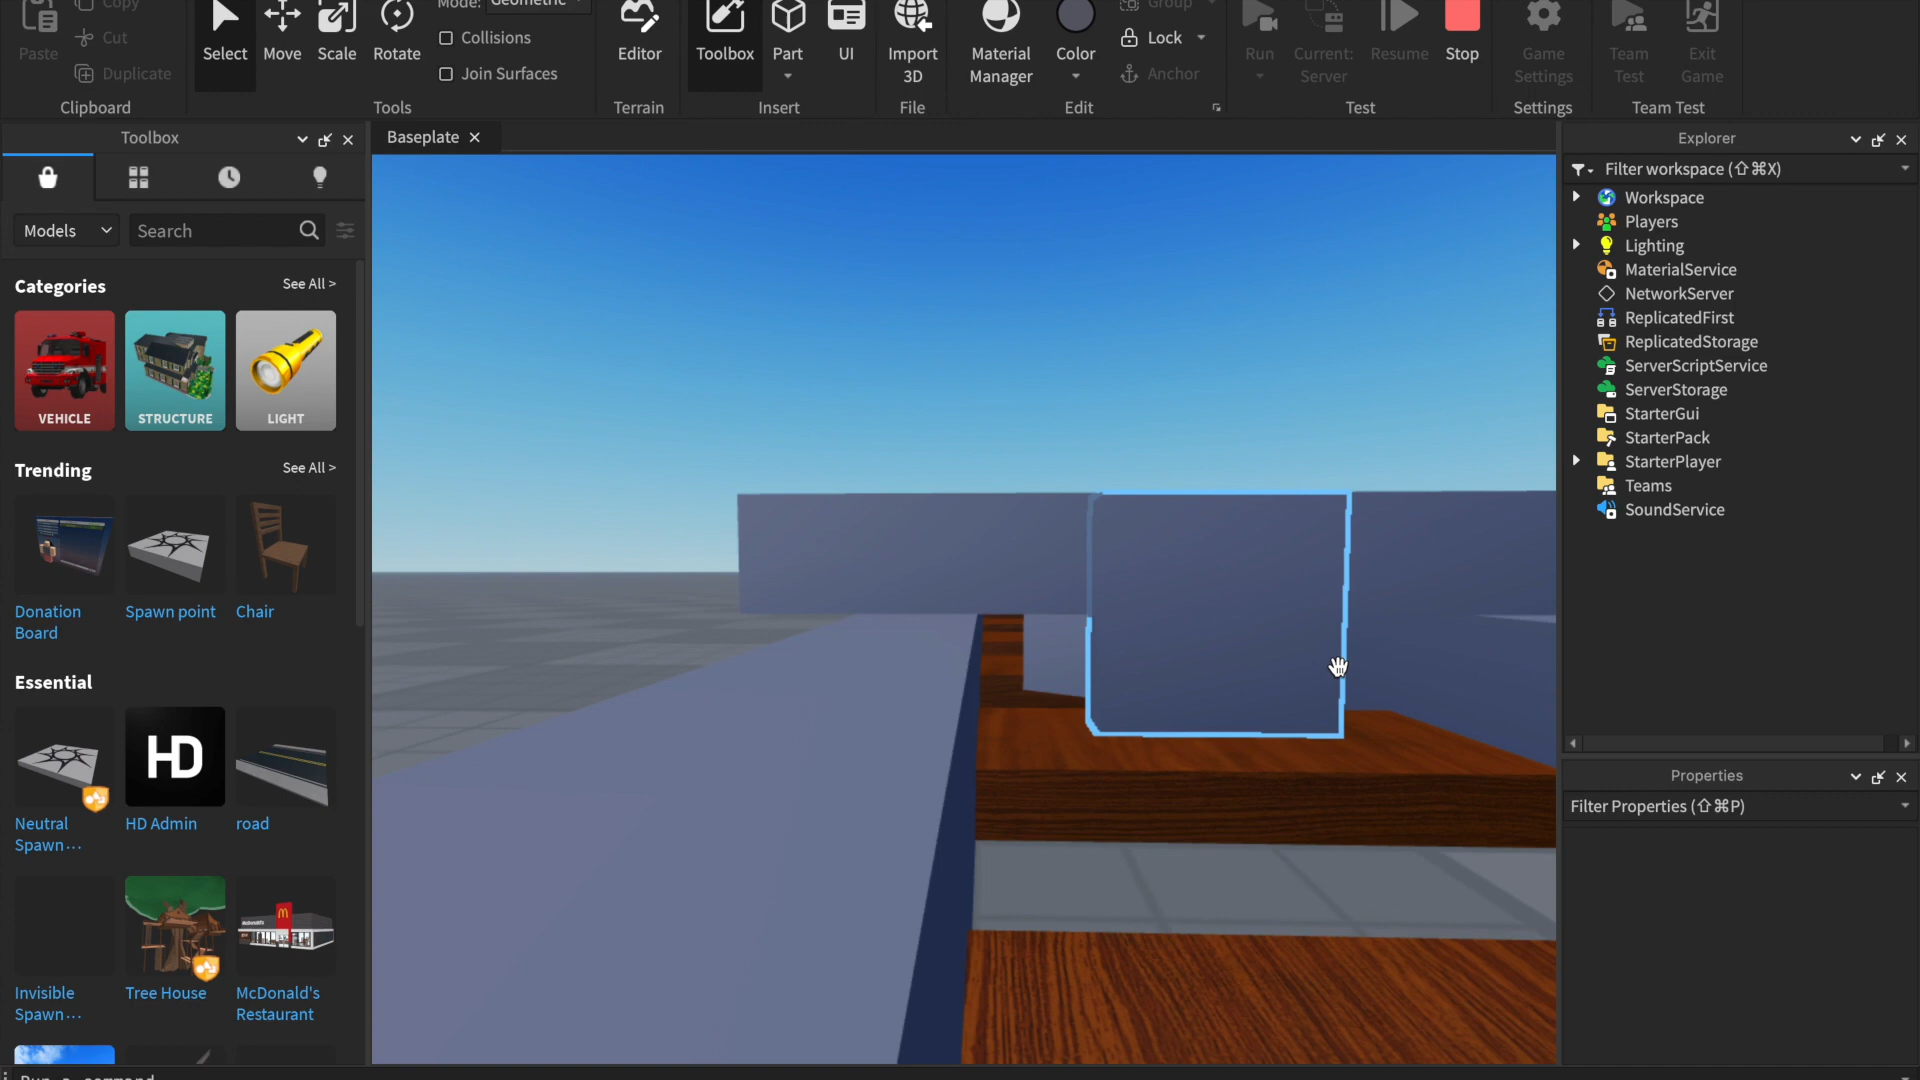 Paste
Copy
Cut
Duplicate
Clipboard
Select
Move
Scale
Rotate
Mode: Geometric
Collisions
Join Surfaces
Tools
Editor
Terrain
Toolbox
Part
UI
Insert
Import
3D
File
Material
Manager
Color
Group
Lock
Anchor
Edit
Run
Current:
Server
Resume
Stop
Test
Game
Settings
Settings
Team
Test
Exit
Game
Team Test
Toolbox
Models
Search
Categories
See All >
VEHICLE
STRUCTURE
LIGHT
Trending
See All >
Donation
Board
Spawn point
Chair
Essential
HD
Neutral
Spawn...
HD Admin
road
Invisible
Spawn...
Tree House
McDonald's
Restaurant
Run a command
Baseplate
Explorer
Filter workspace (⇧⌘X)
Workspace
Players
Lighting
MaterialService
NetworkServer
ReplicatedFirst
ReplicatedStorage
ServerScriptService
ServerStorage
StarterGui
StarterPack
StarterPlayer
Teams
SoundService
Properties
Filter Properties (⇧⌘P)